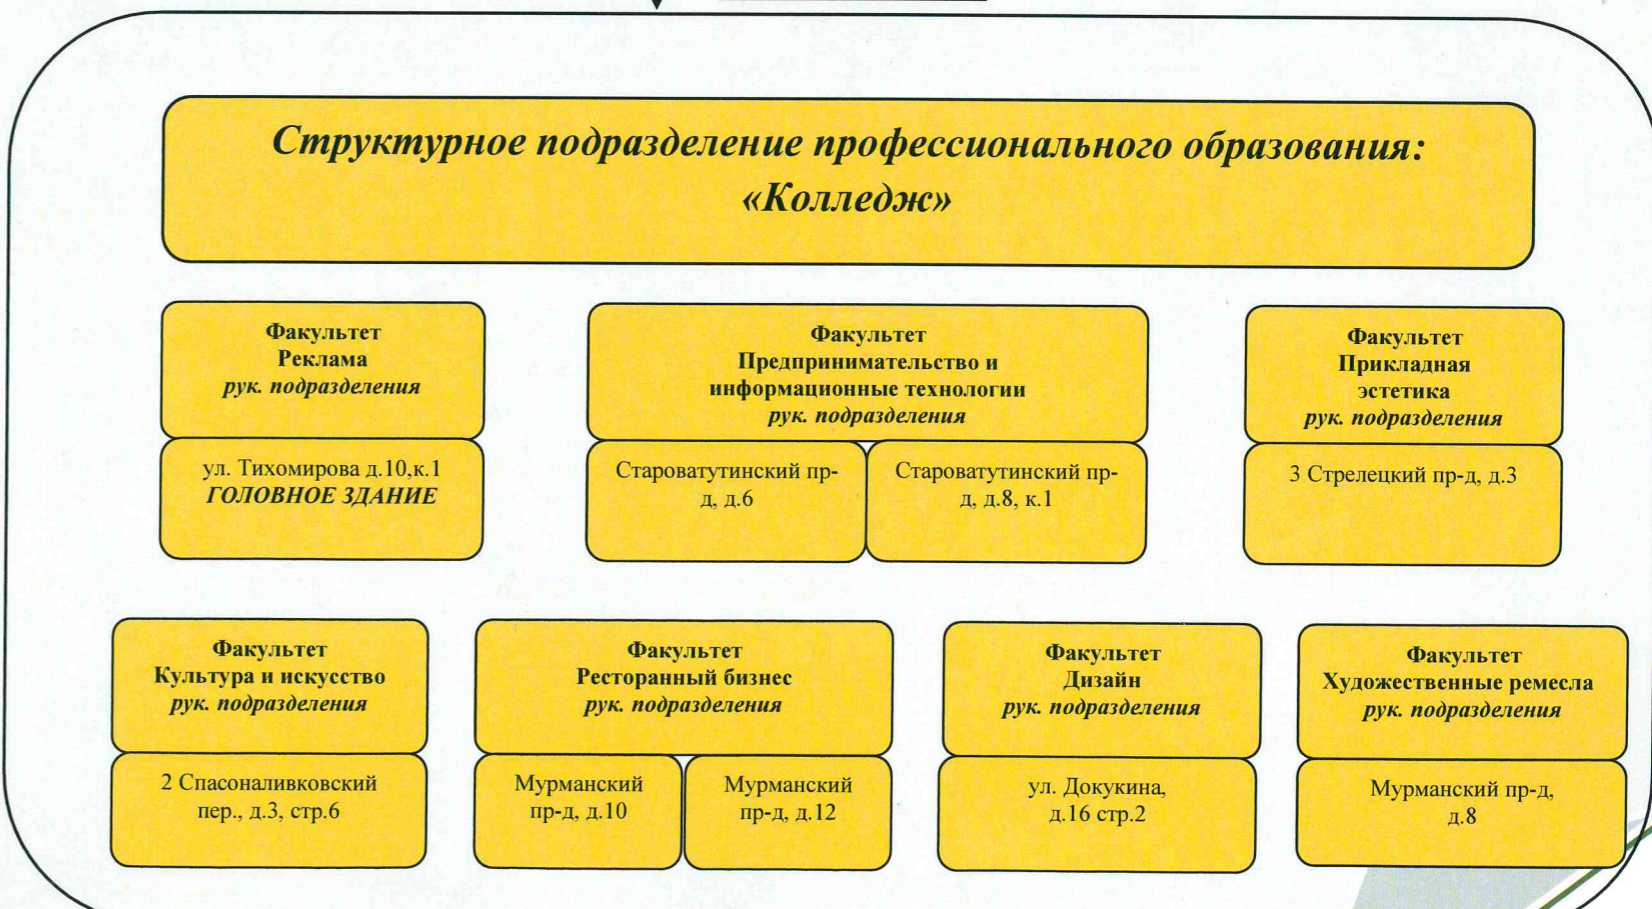 Структурное подразделение профессионального образования:
«Колледж»
Факультет
Реклама
рук. подразделения
ул. Тихомирова д.10,к.1
ГОЛОВНОЕ ЗДАНИЕ
Факультет
Предпринимательство и
информационные технологии
рук. подразделения
Староватутинский пр-
д, д.6
Староватутинский пр-
д, д.8, к.1
Факультет
Прикладная
эстетика
рук. подразделения
3 Стрелецкий пр-д, д.3
Факультет
Культура и искусство
рук. подразделения
2 Спасоналивковский
пер., д.3, стр.6
Факультет
Ресторанный бизнес
рук. подразделения
Мурманский
пр-д, д.10
Мурманский
пр-д, д.12
Факультет
Дизайн
рук. подразделения
ул. Докукина,
д.16 стр.2
Факультет
Художественные ремесла
рук. подразделения
Мурманский пр-д,
д.8